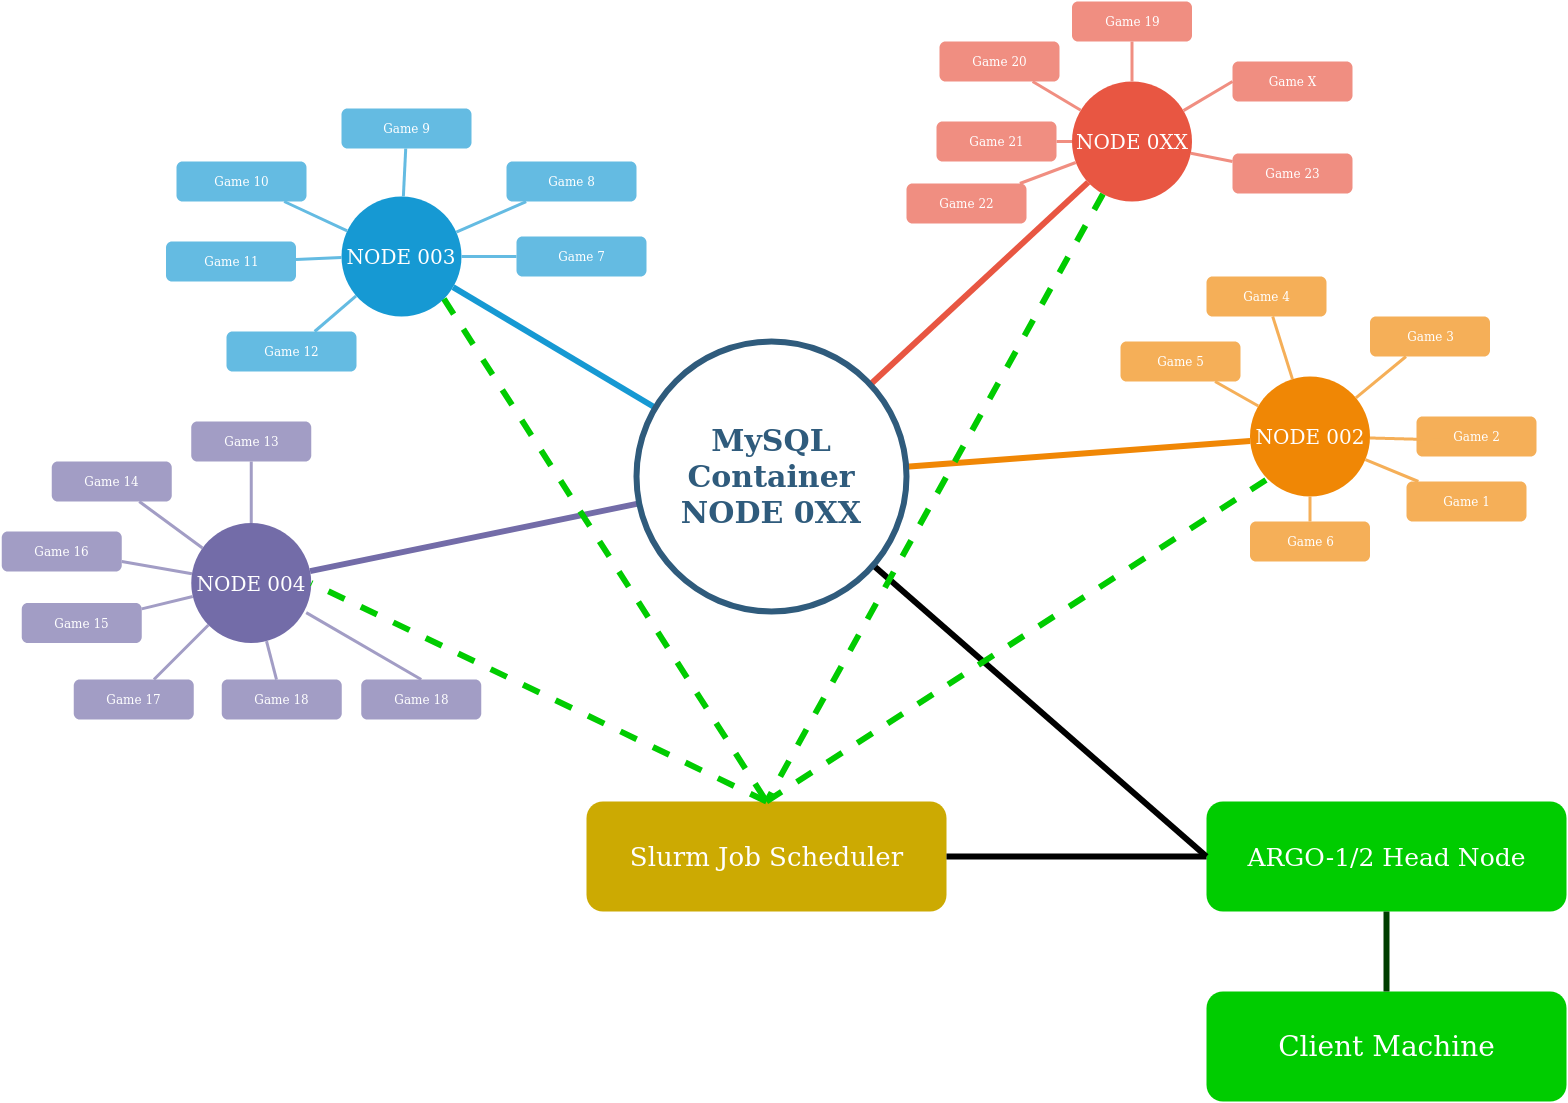 Game 19
Game 20
Game X
Game 21
NODE 0XX
Game 23
Game 22
Game 9
Game 10
Game 8
NODE 003
Game 11
Game 7
Game 12
Game 4
Game 3
Game 5
NODE 002
Game 2
Game 1
Game 6
MySQL
Container
NODE 0XX
Game 13
Game 14
Game 16
NODE 004
Game 15
Game 17
Game 18
Game 18
Slurm Job Scheduler
ARGO-1/2 Head Node
Client Machine